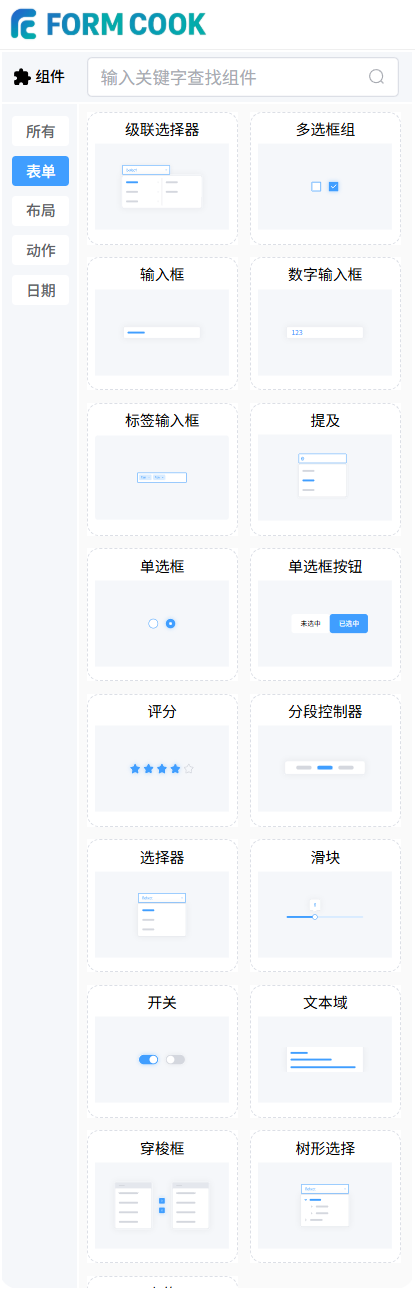 FORM COOK
组件
输入关键字查找组件
所有
表单
布局
动作
日期
级联选择器
多选框组
Select
输入框
数字输入框
123
标签输入框
提及
@
单选框
单选框按钮
未选中
已选中
评分
分段控制器
选择器
滑块
Select
开关
文本域
穿梭框
树形选择
Select